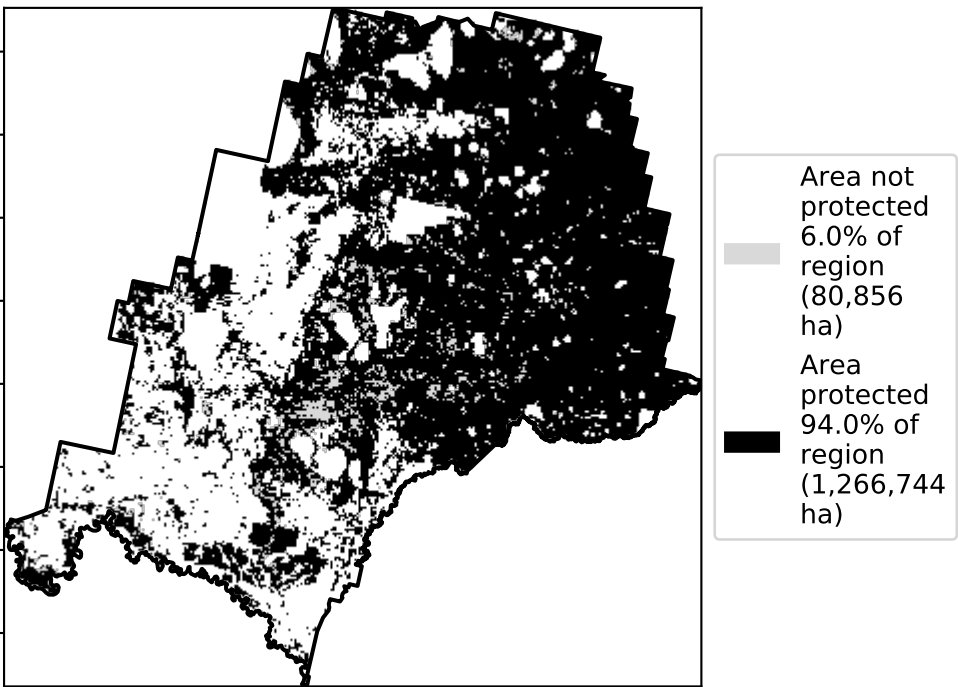 Area not
protected
6.0% of
region
(80,856
ha)
Area
protected
94.0% of
region
(1,266,744
ha)